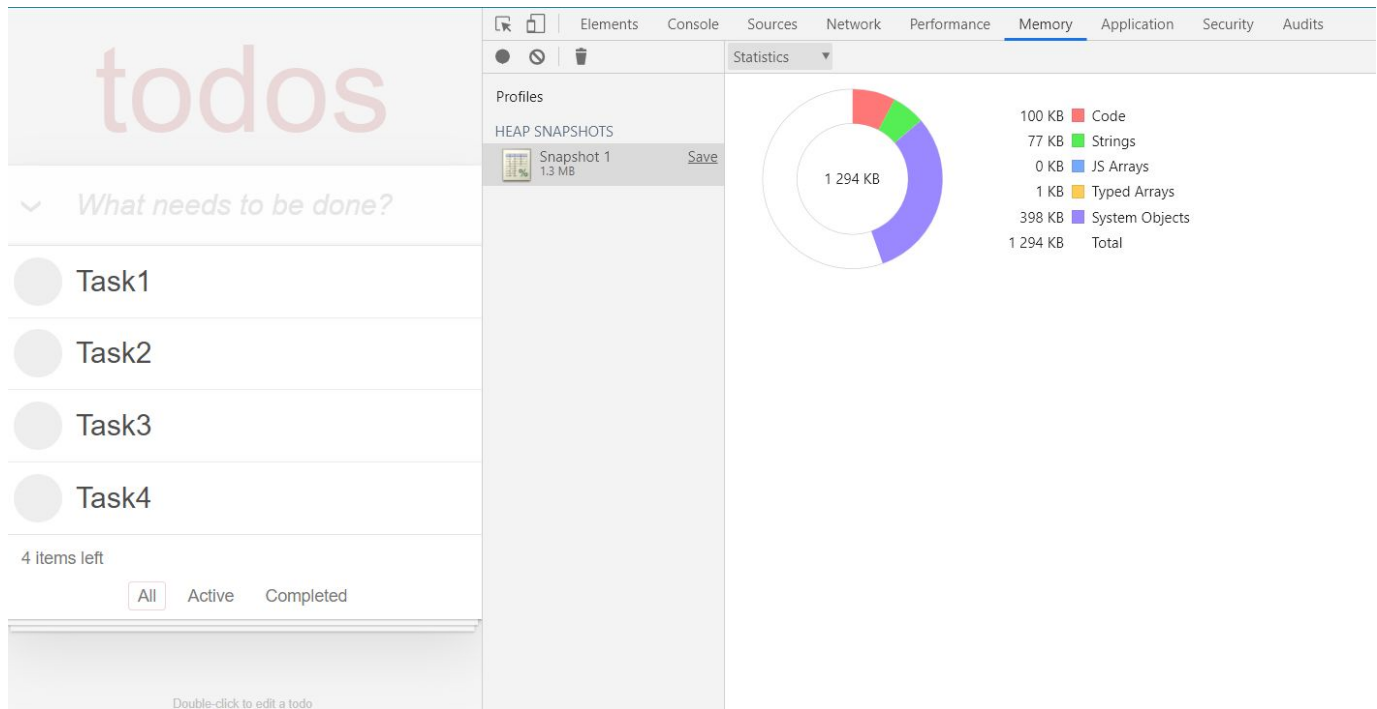 todos
What needs to be done?
Task1
Task2
Task3
Task4
4 items left
All Active Completed
Double-click to edit a todo
Elements Console Sources Network Performance Memory Application Security Audits
Statistics
Profiles
HEAP SNAPSHOTS
Snapshot 1 Save
1.3 MB
1 294 KB
100 KB Code
77 KB Strings
0 KB JS Arrays
1 KB Typed Arrays
398 KB System Objects
1 294 KB Total